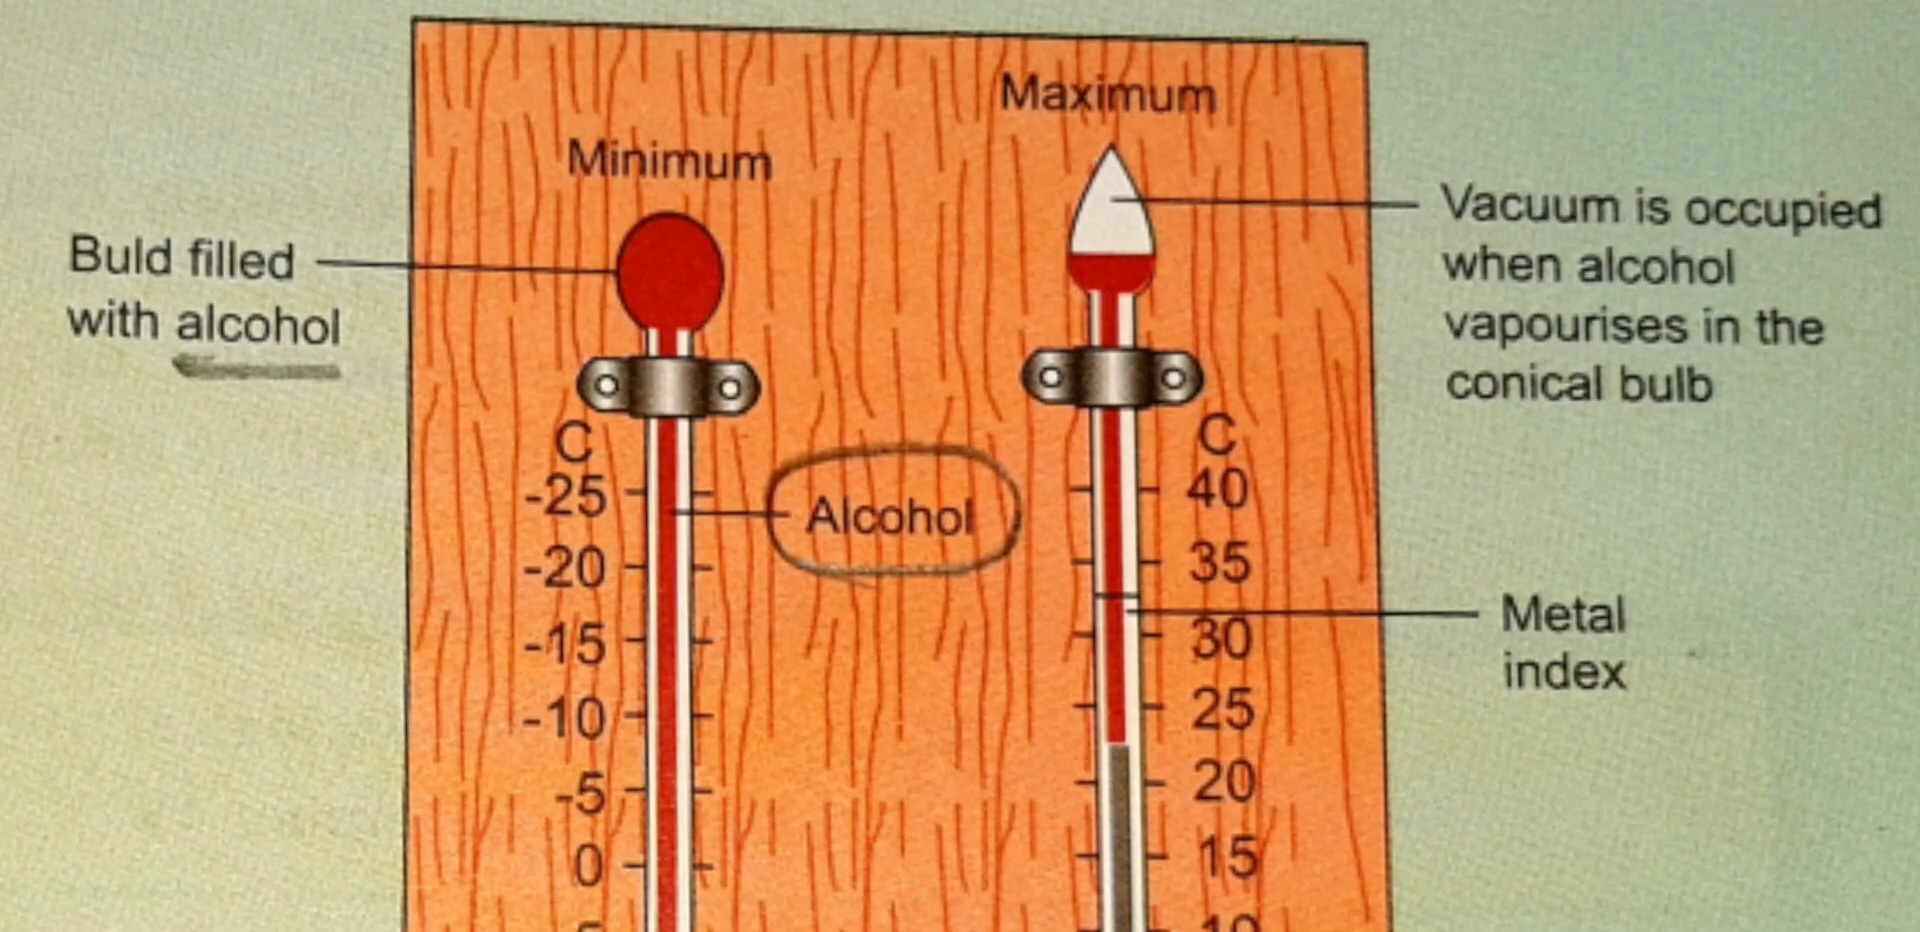 Maximum
Minimum
Buld filled
with alcohol
Vacuum is occupied
when alcohol
vapourises in the
conical bulb
C
-25
-20
-15
-10
-5
0
Alcohol
C
40
35
30
25
20
15
Metal
index